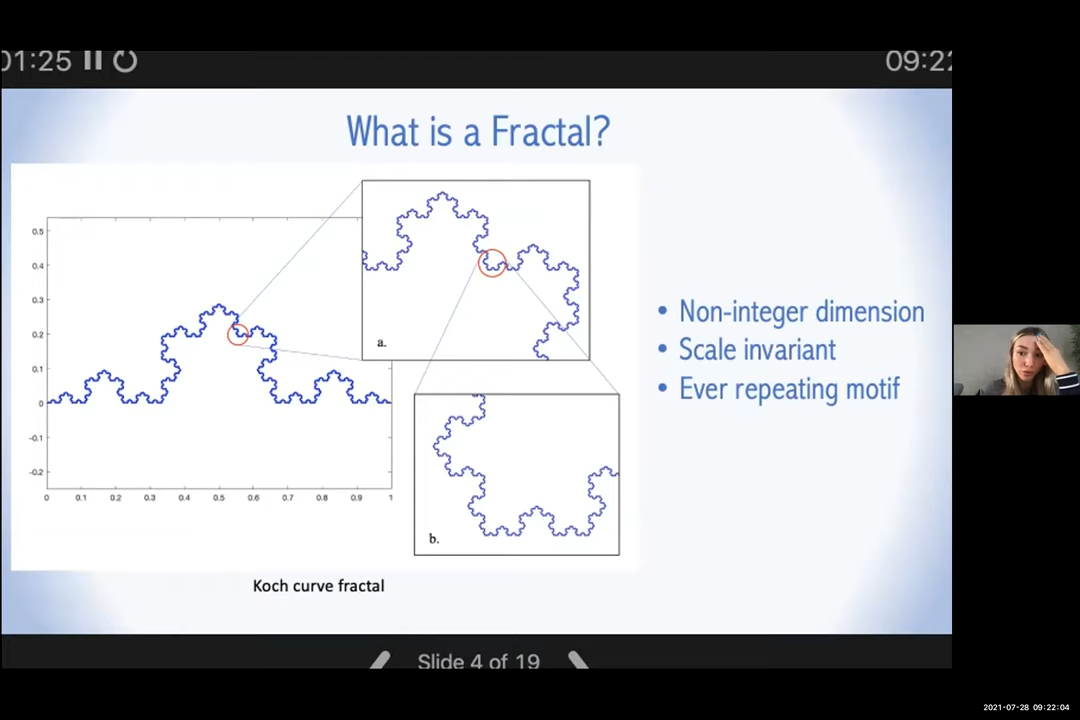 01:25
09:22
What is a Fractal?
0.5
0.4
0.3
0.2
0.1
0
-0.1
-0.2
0 0.1 0.2 0.3 0.4 0.5 0.6 0.7 0.8 0.9 1
a.
b.
• Non-integer dimension
• Scale invariant
• Ever repeating motif
Koch curve fractal
Slide 4 of 19
2021-07-28 09:22:04